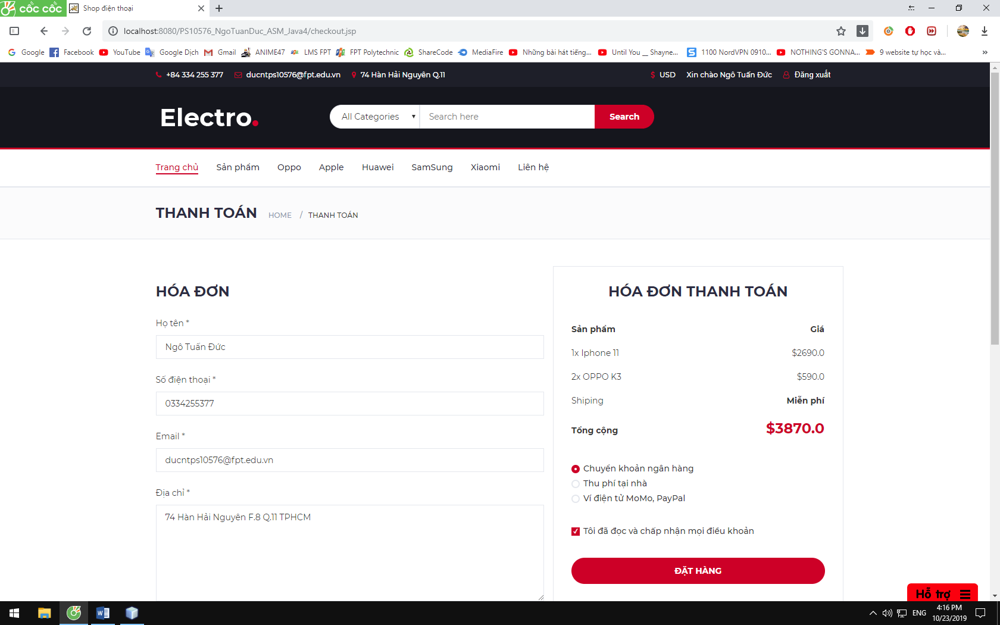 cốc cốc
Shop điện thoại
localhost:8080/PS10576_NgoTuanDuc_ASM_Java4/checkout.jsp
Google Facebook YouTube Google Dịch Gmail ANIME47 LMS FPT FPT Polytechnic ShareCode MediaFire Những bài hát tiếng... Until You __ Shayne... 1100 NordVPN 0910... NOTHING'S GONNA... 9 website tự học và... »
+84 334 255 377 ducntps10576@fpt.edu.vn 74 Hàn Hải Nguyên Q.11 $ USD Xin chào Ngô Tuấn Đức Đăng xuất
Electro. All Categories Search here Search
Trang chủ Sản phẩm Oppo Apple Huawei SamSung Xiaomi Liên hệ
THANH TOÁN HOME / THANH TOÁN
HÓA ĐƠN
Họ tên *
Ngô Tuấn Đức
Số điện thoại *
0334255377
Email *
ducntps10576@fpt.edu.vn
Địa chỉ *
74 Hàn Hải Nguyên F.8 Q.11 TPHCM
HÓA ĐƠN THANH TOÁN
Sản phẩm Giá
1x Iphone 11 $2690.0
2x OPPO K3 $590.0
Shiping Miễn phí
Tổng cộng $3870.0
Chuyển khoản ngân hàng
Thu phí tại nhà
Ví điện tử MoMo, PayPal
Tôi đã đọc và chấp nhận mọi điều khoản
ĐẶT HÀNG
Hỗ trợ
ENG
4:16 PM
10/23/2019